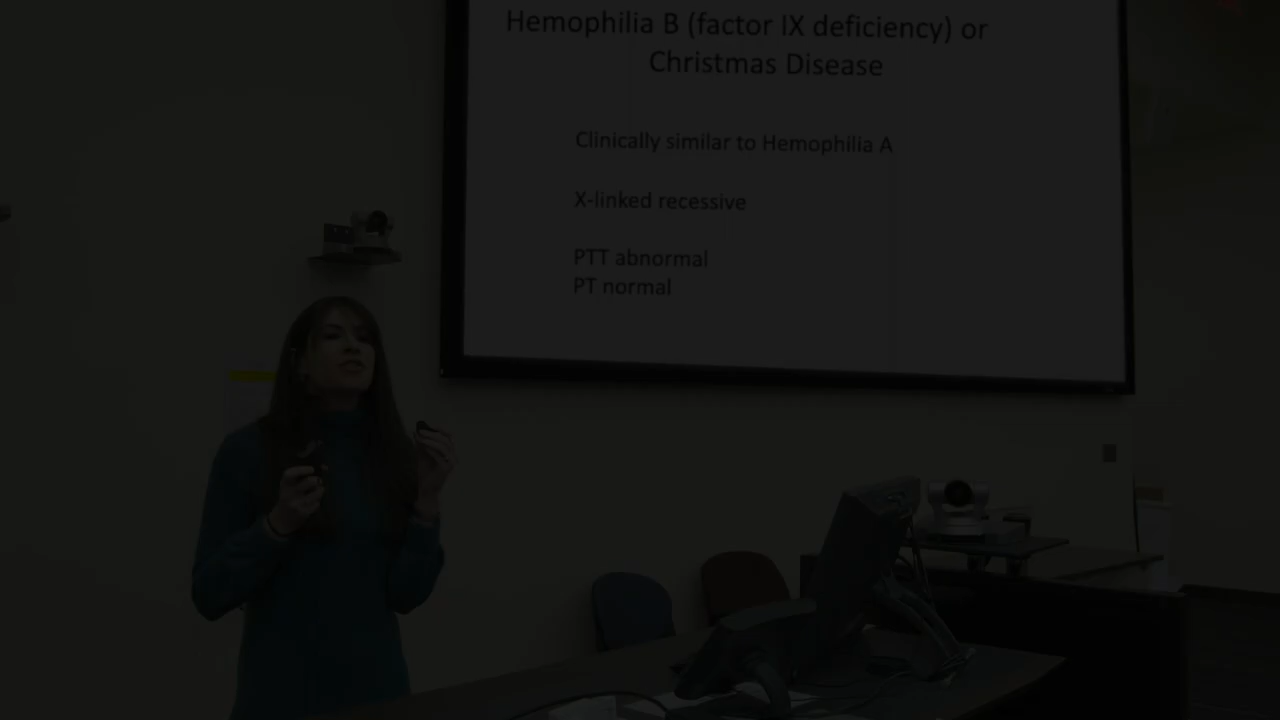 Hemophilia B (factor IX deficiency) or
Christmas Disease
Clinically similar to Hemophilia A
X-linked recessive
PTT abnormal
PT normal